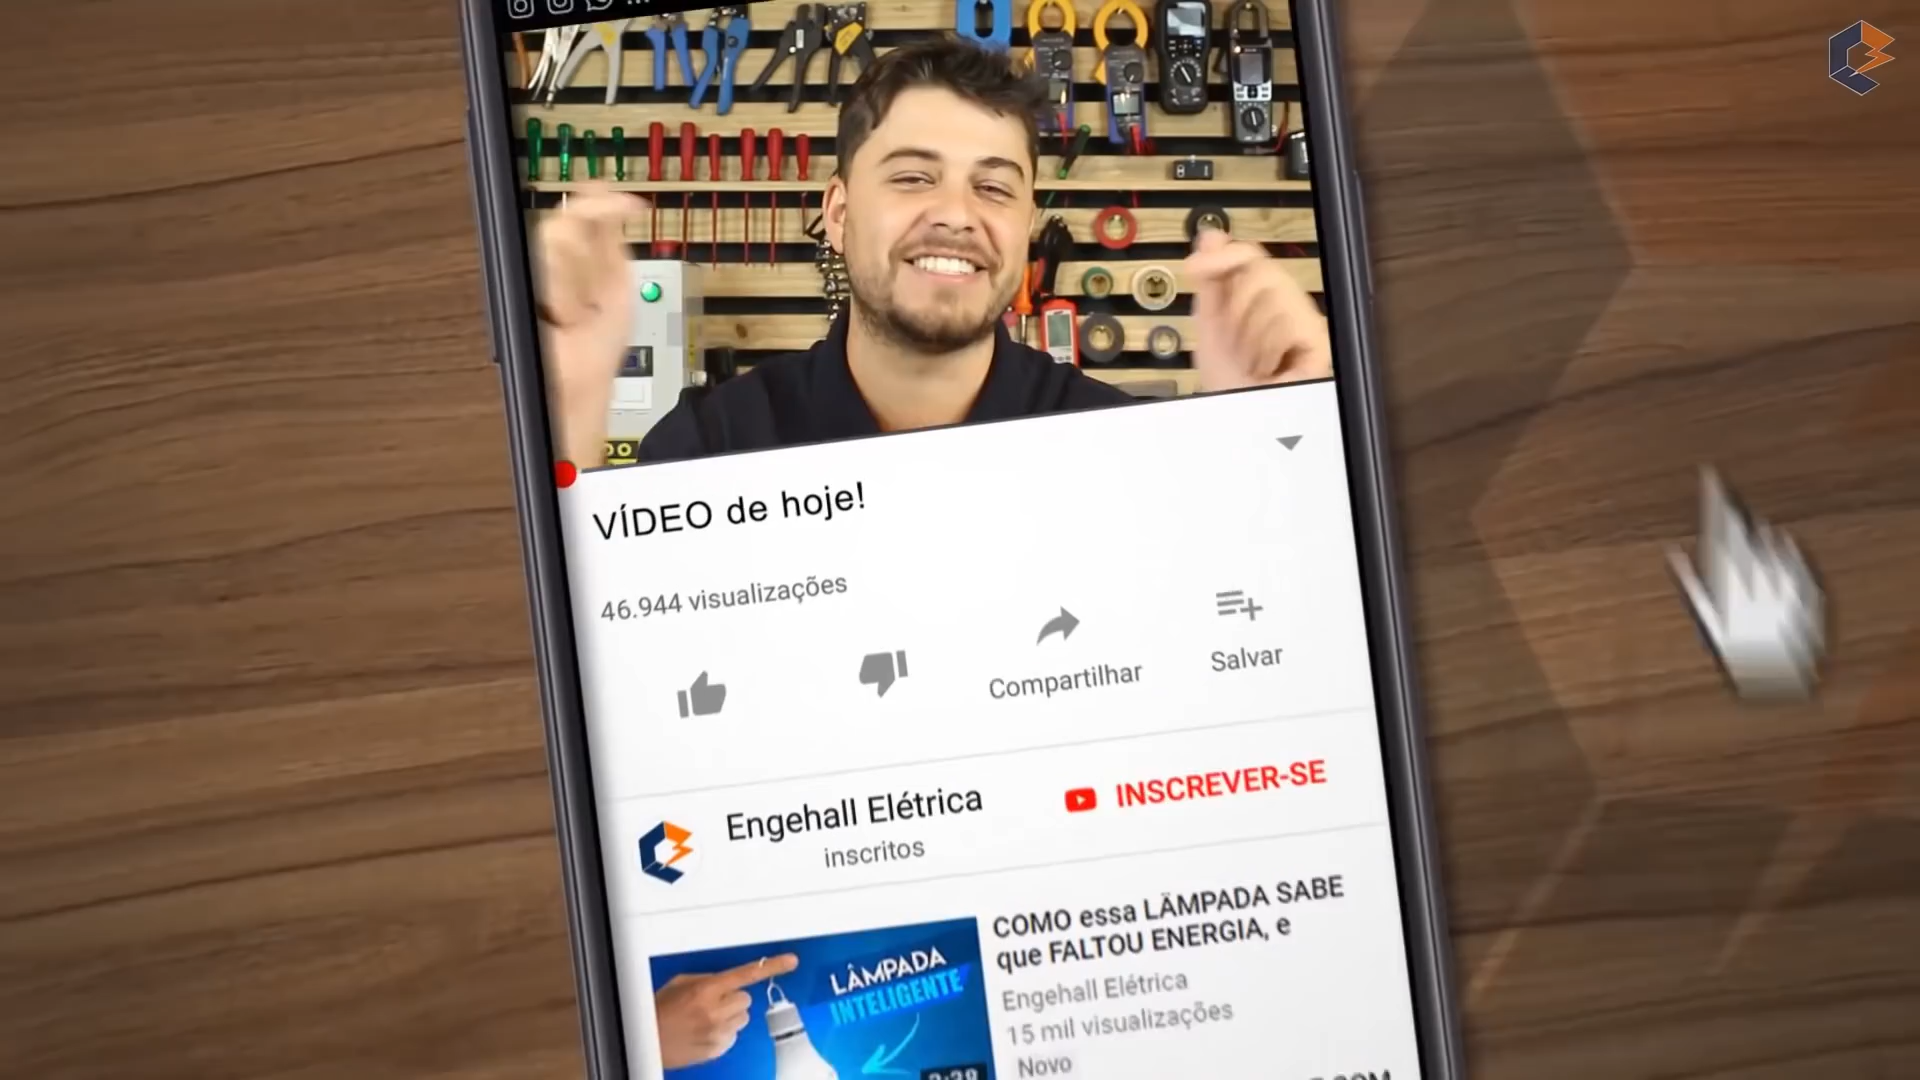 VÍDEO de hoje!
46.944 visualizações
Compartilhar
Salvar
Engehall Elétrica
inscritos
INSCREVER-SE
COMO essa LÂMPADA SABE
que FALTOU ENERGIA, e
Engehall Elétrica
15 mil visualizações
Novo
LÂMPADA
INTELIGENTE